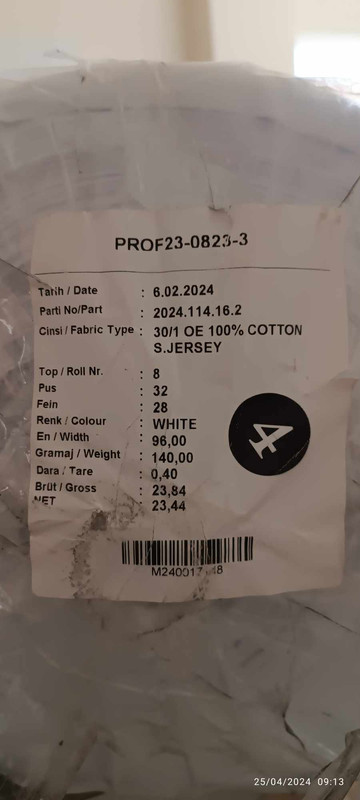 PROF23-0823-3
Tarih / Date : 6.02.2024
Parti No/Part : 2024.114.16.2
Cinsi / Fabric Type : 30/1 OE 100% COTTON
S.JERSEY
Top / Roll Nr. : 8
Pus : 32
Fein : 28
Renk / Colour : WHITE
En / Width : 96,00
Gramaj / Weight : 140,00
Dara / Tare : 0,40
Brüt / Gross : 23,84
NET : 23,44
4
25/04/2024 09:13